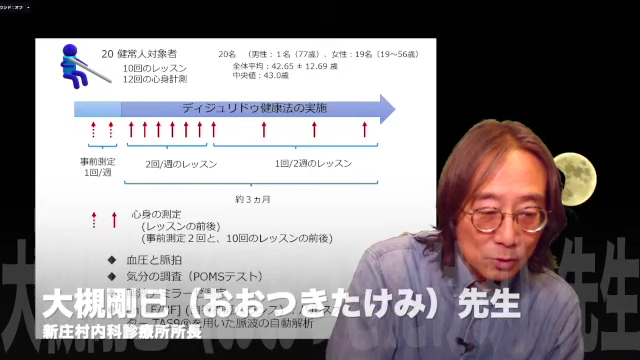 ウンド：オフ
20 健常人対象者
10回のレッスン
12回の心身計測
20名 （男性：１名（77歳）、女性：19名（19～56歳）
全体平均：42.65 ± 12.69 歳
中央値：43.0歳
ディジュリドゥ健康法の実施
事前測定
1回/週
2回/週のレッスン
1回/2週のレッスン
約３ヵ月
心身の測定
（レッスンの前後）
（事前測定２回と、10回のレッスンの前後）
◆ 血圧と脈拍
◆ 気分の調査（POMSテスト）
大槻剛巳（おおつきたけみ）先生
を用いた脈波の自動解析
新庄村内科診療所所長